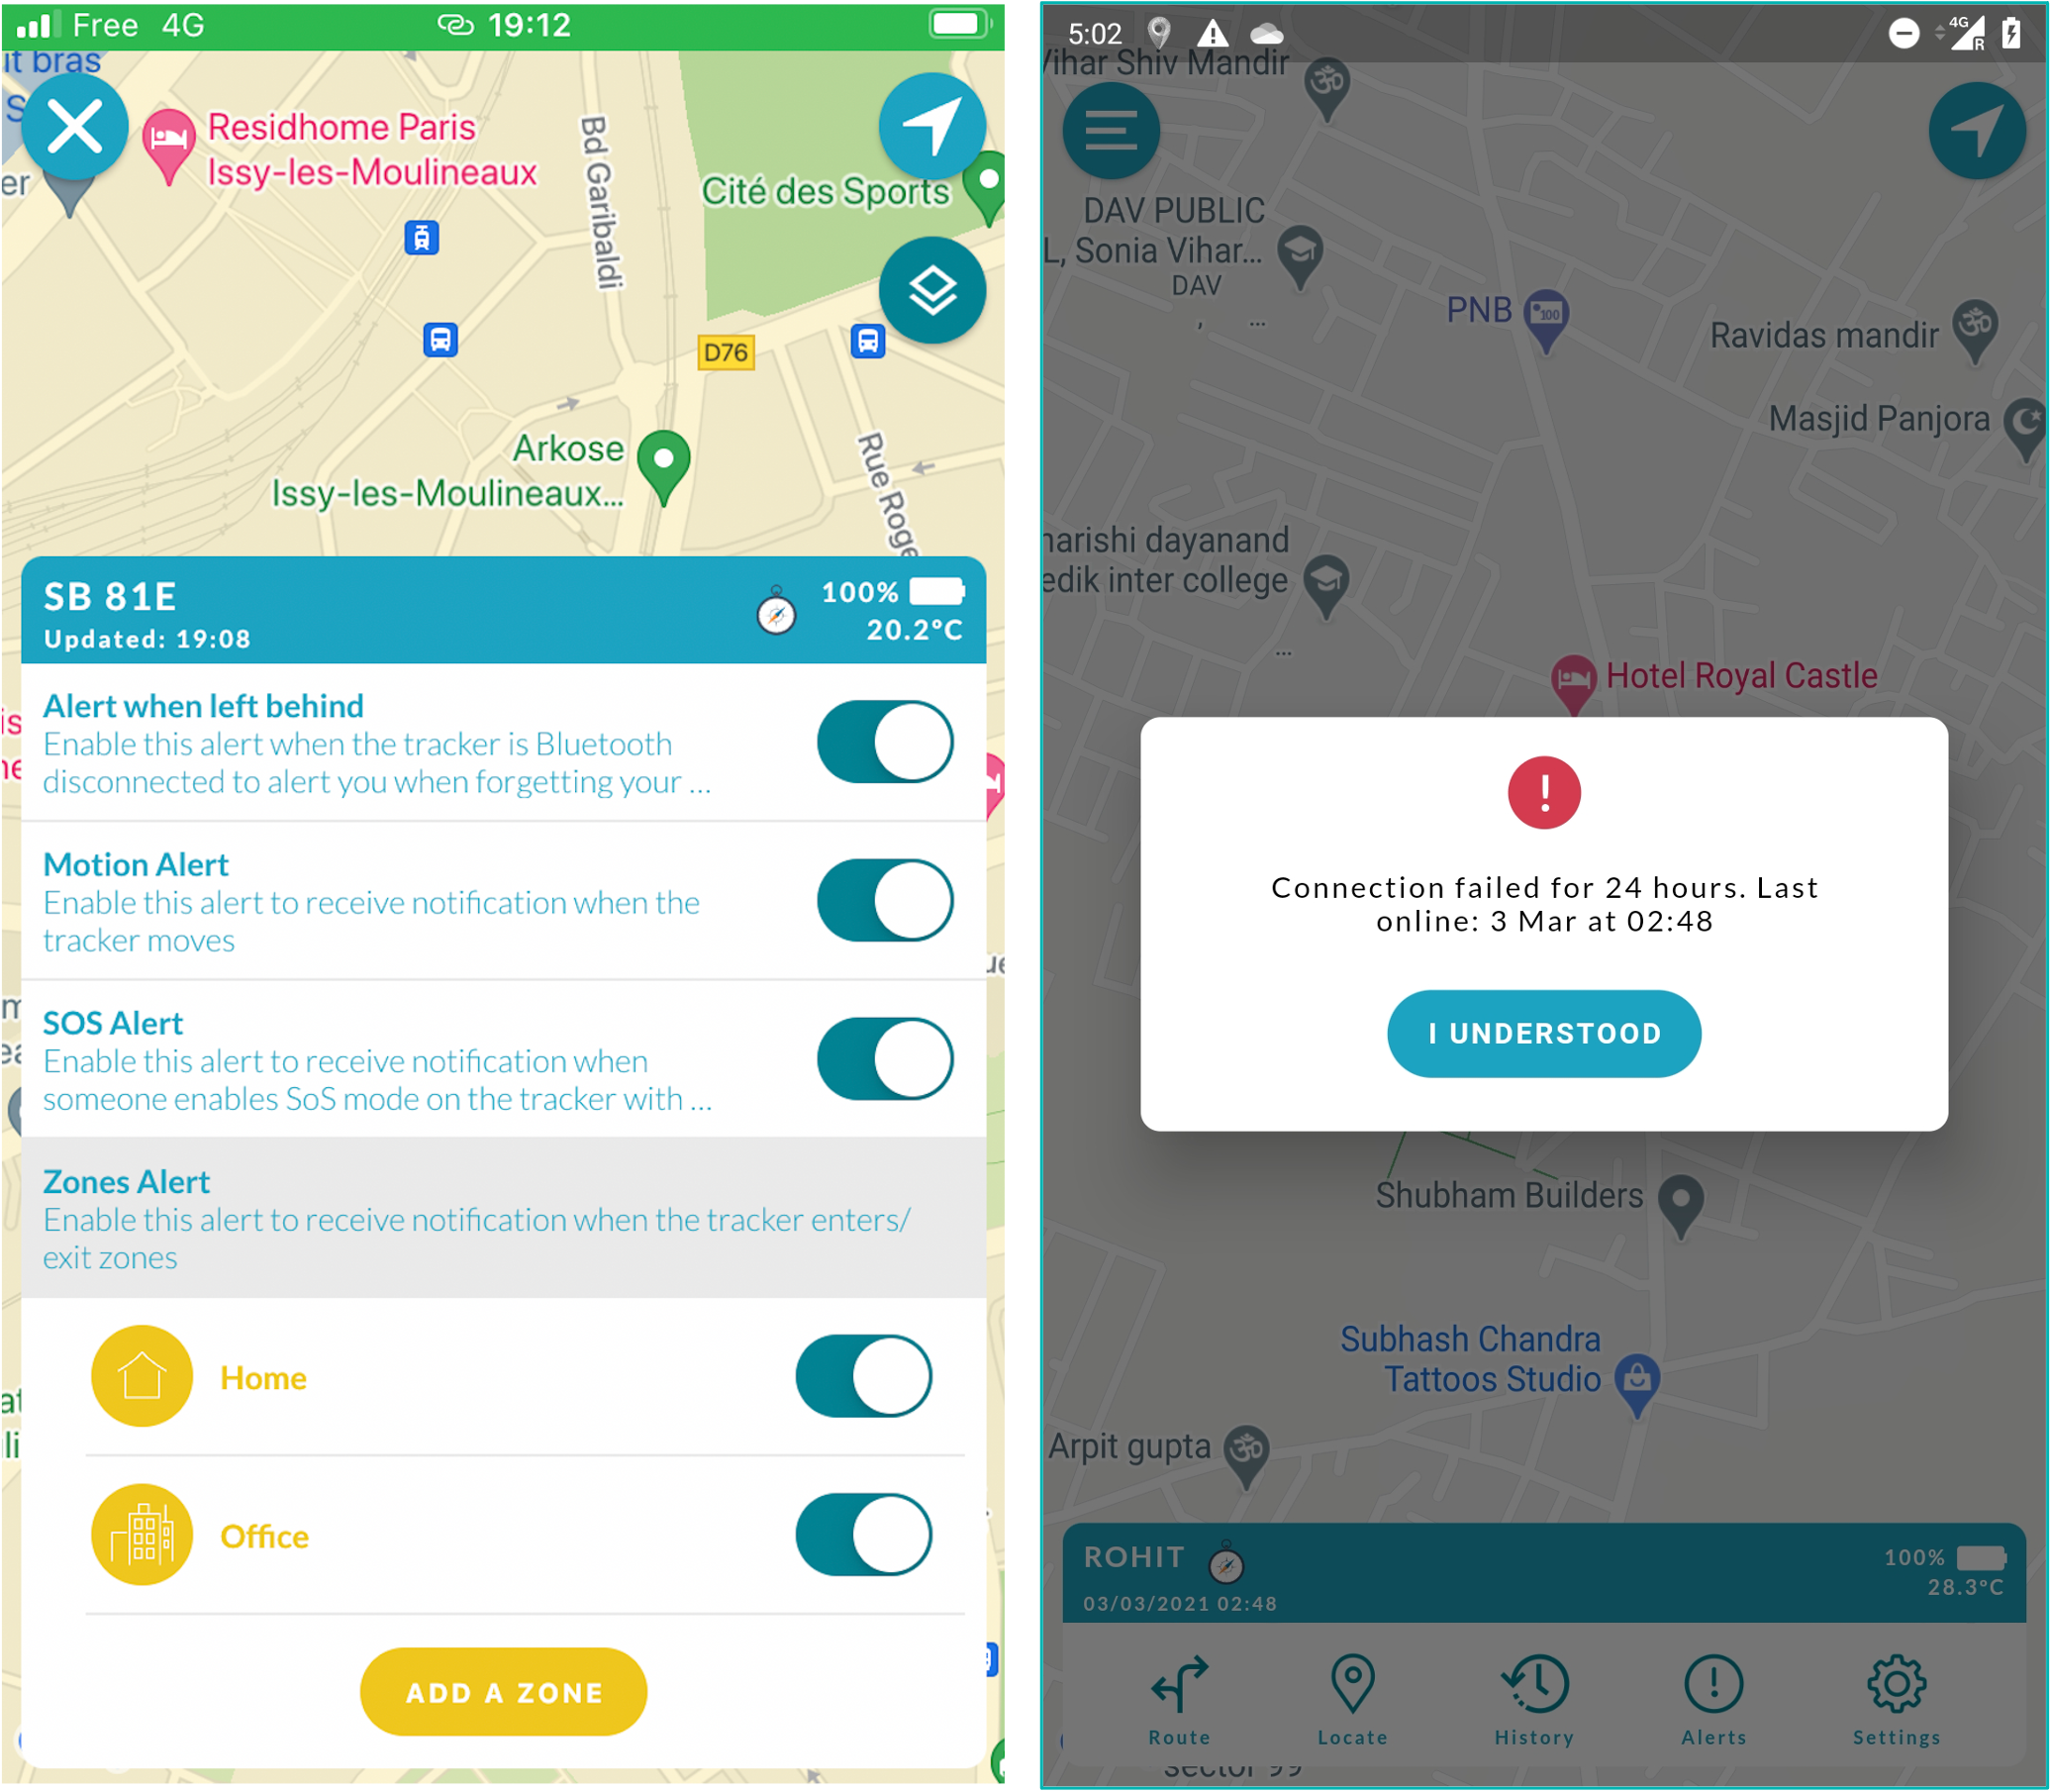 Free 4G 19:12
it bras
S
er
Residhome Paris
Issy-les-Moulineaux
Bd Garibaldi
Cité des Sports
D76
Arkose
Issy-les-Moulineaux...
Rue Roge
SB 81E
Updated: 19:08
100%
20.2°C
Alert when left behind
Enable this alert when the tracker is Bluetooth
disconnected to alert you when forgetting your ...
Motion Alert
Enable this alert to receive notification when the
tracker moves
SOS Alert
Enable this alert to receive notification when
someone enables SoS mode on the tracker with ...
Zones Alert
Enable this alert to receive notification when the tracker enters/
exit zones
Home
Office
ADD A ZONE
5:02
4G
R
Vihar Shiv Mandir
DAV PUBLIC
L, Sonia Vihar...
DAV
, ...
PNB
100
Ravidas mandir
Masjid Panjora
harishi dayanand
edik inter college
...
Hotel Royal Castle
Connection failed for 24 hours. Last
online: 3 Mar at 02:48
I UNDERSTOOD
Shubham Builders
Subhash Chandra
Tattoos Studio
Arpit gupta
ROHIT
03/03/2021 02:48
100%
28.3°C
Route
Locate
History
Alerts
Settings
sector 99